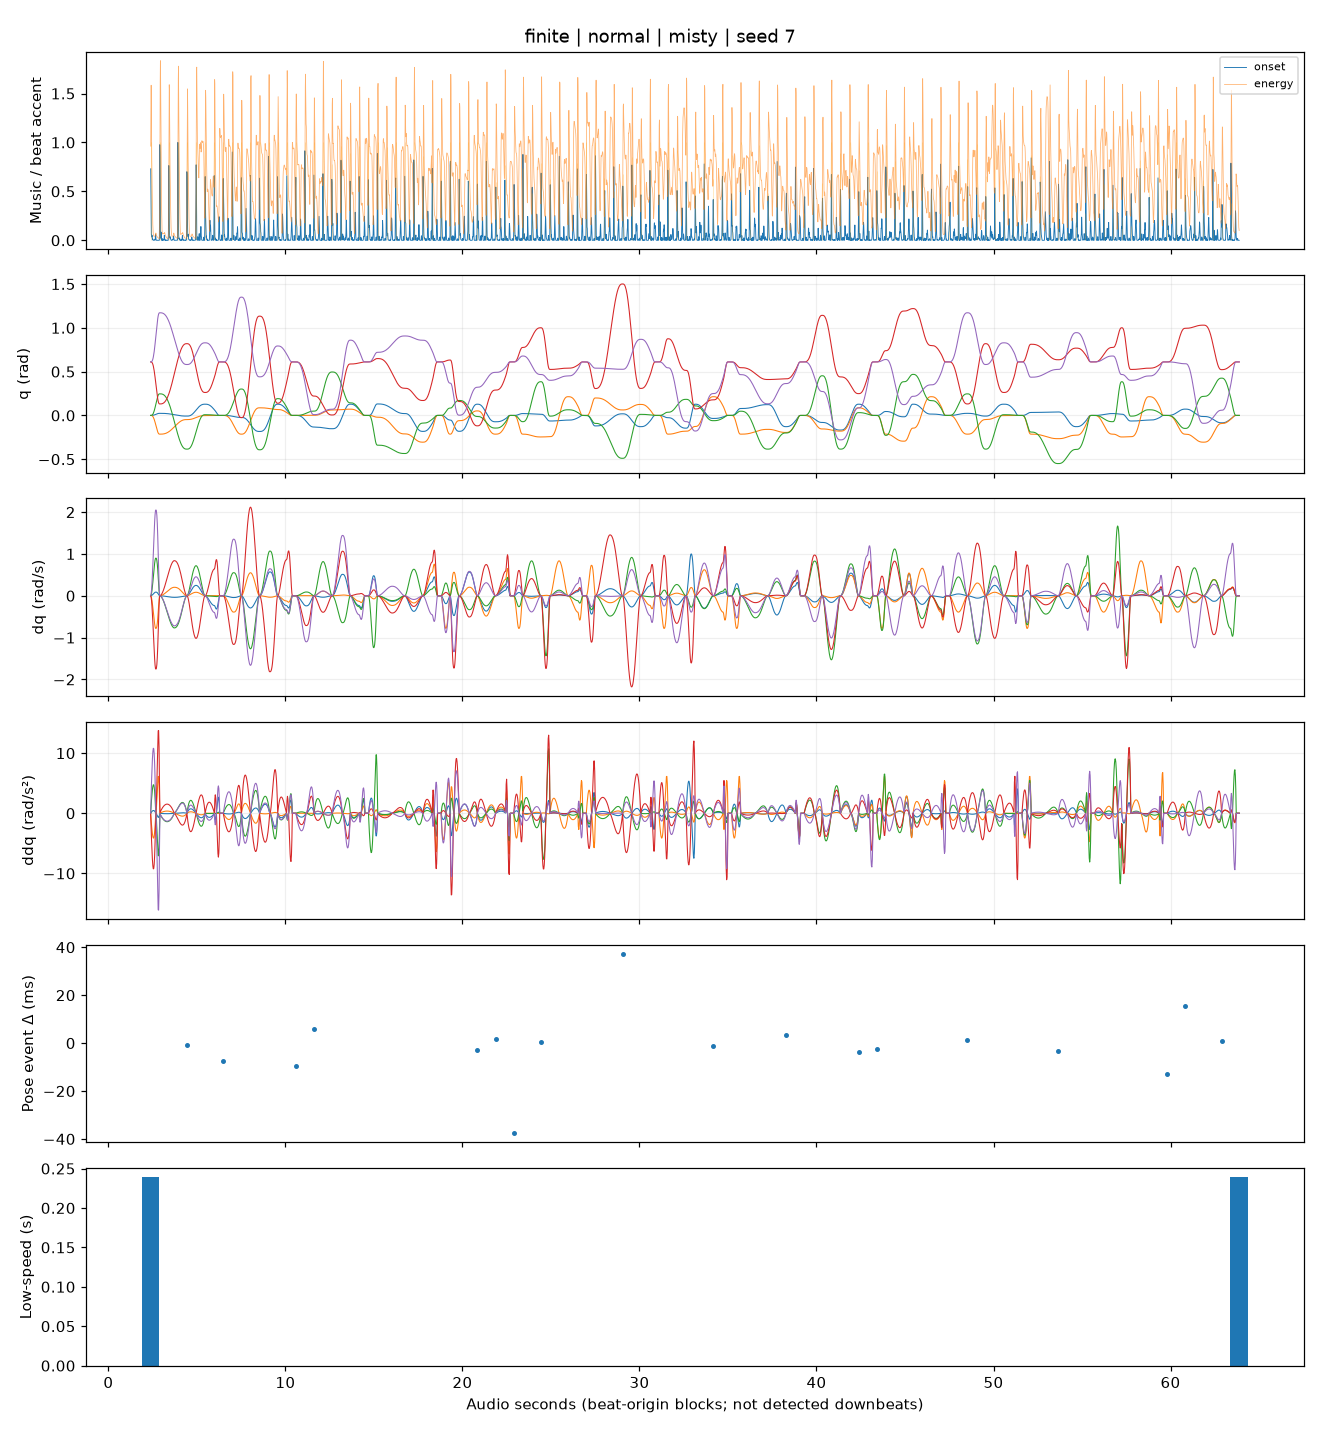 finite | normal | misty | seed 7
onset
energy
Music / beat accent
1.5
1.0
0.5
0.0
q (rad)
1.5
1.0
0.5
0.0
−0.5
dq (rad/s)
2
1
0
−1
−2
ddq (rad/s²)
10
0
−10
Pose event Δ (ms)
40
20
0
−20
−40
Low-speed (s)
0.25
0.20
0.15
0.10
0.05
0.00
0 10 20 30 40 50 60
Audio seconds (beat-origin blocks; not detected downbeats)